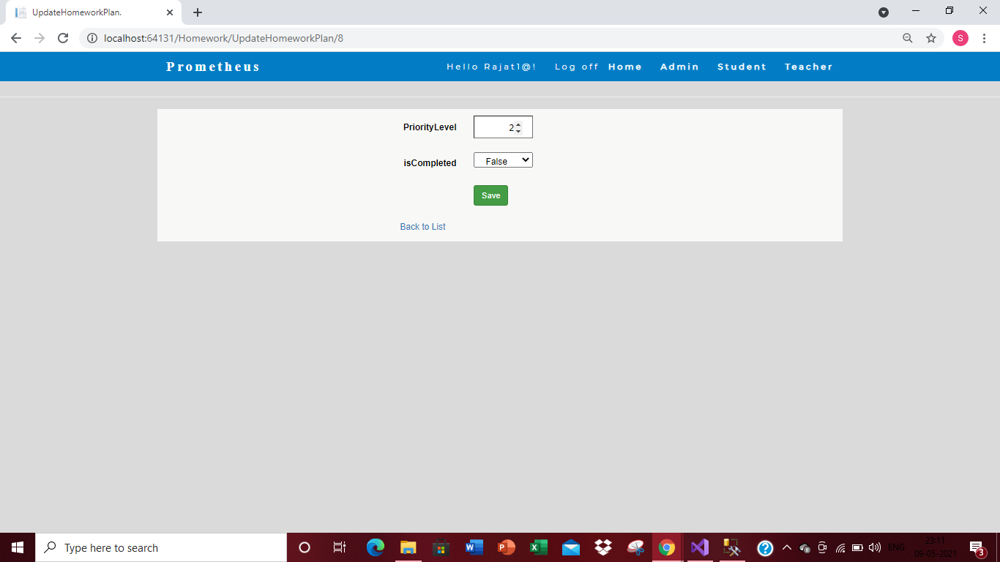 UpdateHomeworkPlan.
localhost:64131/Homework/UpdateHomeworkPlan/8
S
Prometheus
Hello Rajat1@! Log off Home Admin Student Teacher
PriorityLevel 2
isCompleted False
Save
Back to List
Type here to search
ENG
23:11
09-05-2021
3